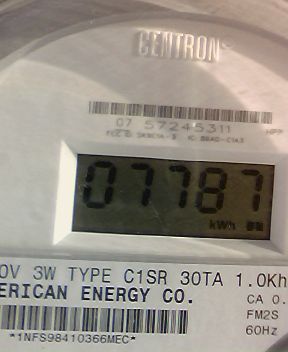 CENTRON
07 57245311
07787
kWh
0V 3W TYPE C1SR 30TA 1.0Kh
ERICAN ENERGY CO.
CA 0.
FM2S
*1NFS98410366MEC*
60Hz